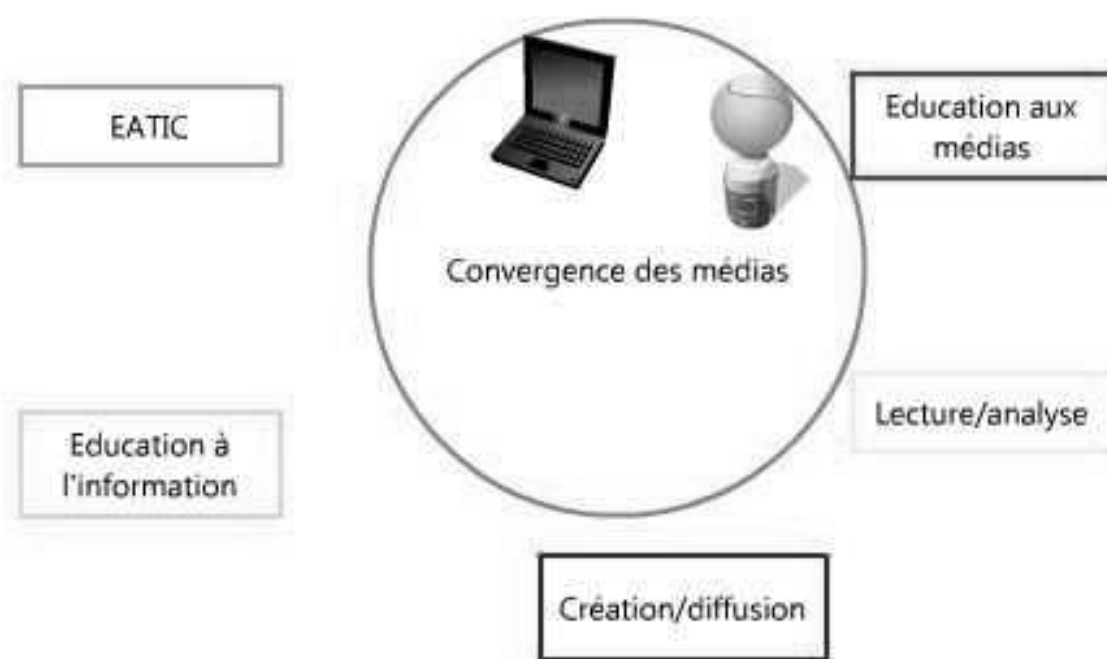 EATIC
Education aux
médias
Convergence des médias
Lecture/analyse
Education à
l'information
Création/diffusion